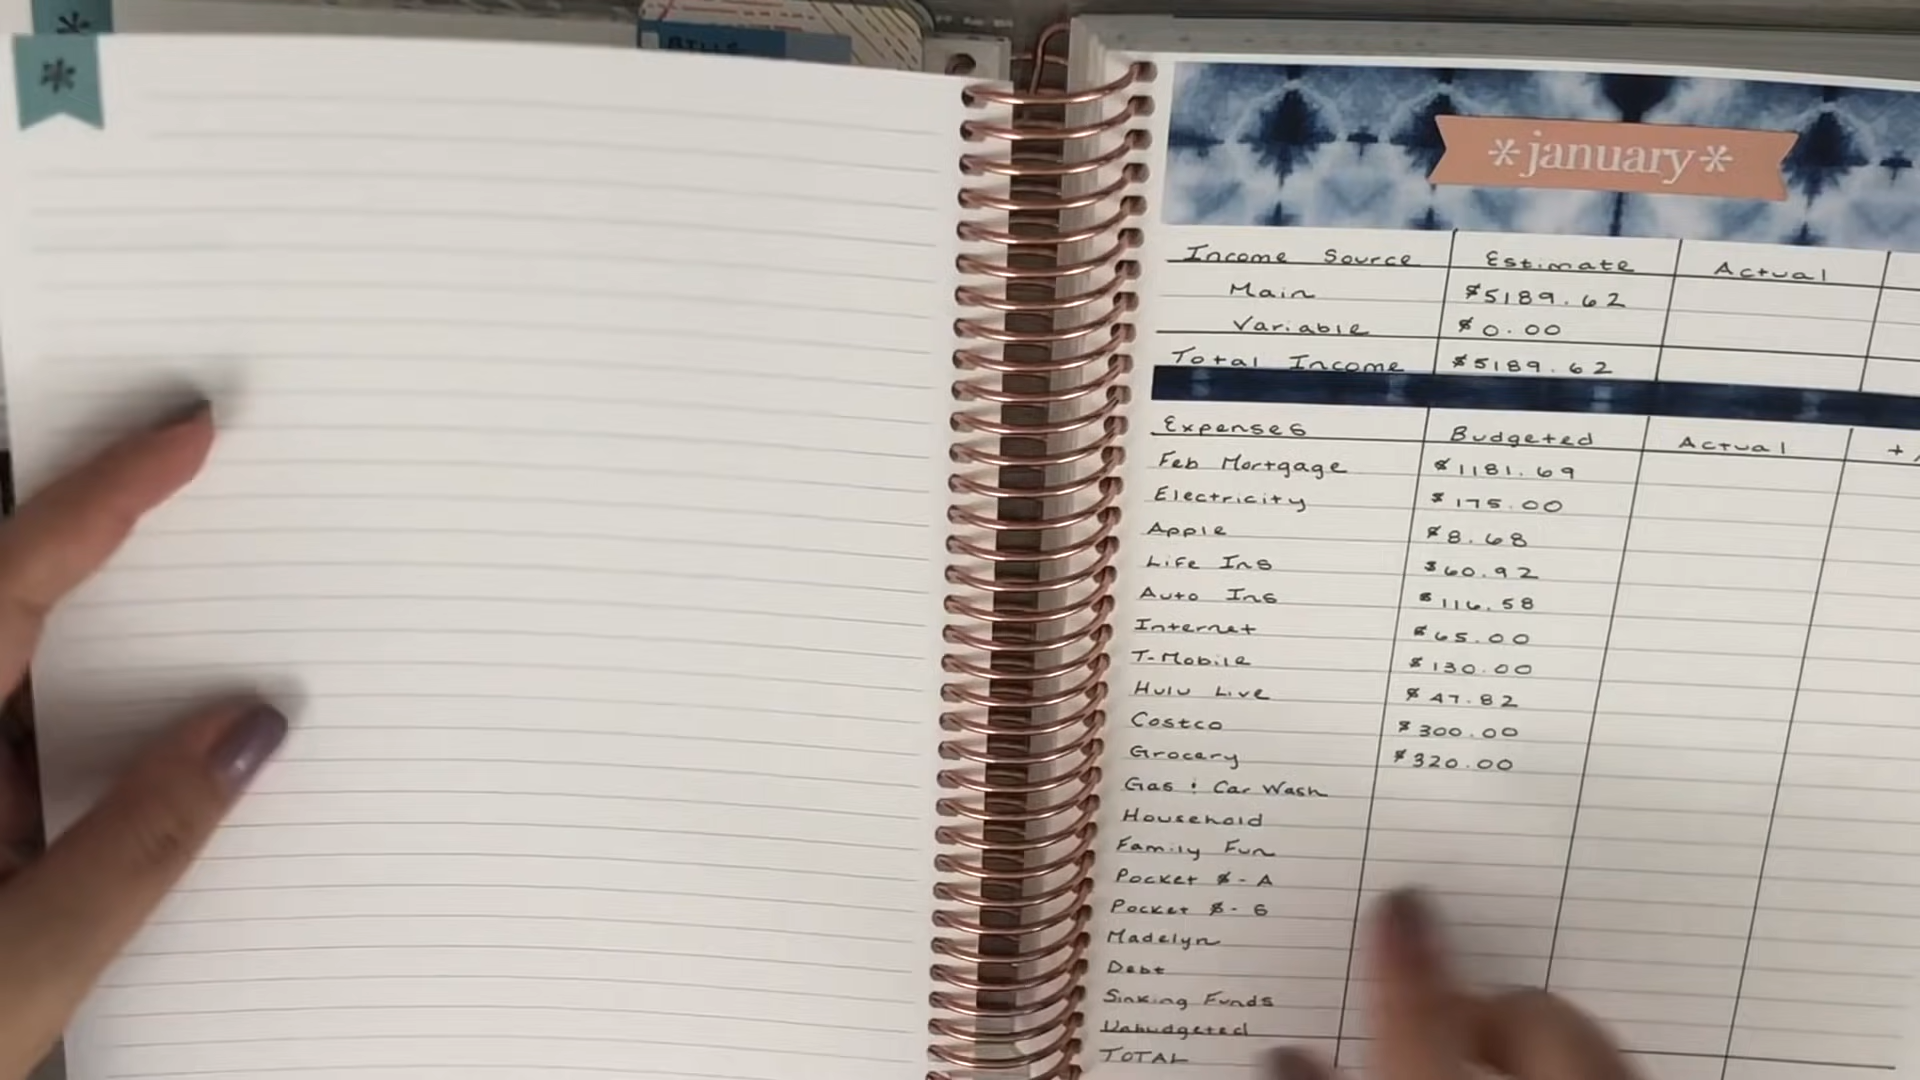 BILLS
*january*
Income Source Estimate Actual
Main $5189.62
Variable $0.00
Total Income $5189.62
Expenses Budgeted Actual +
Feb Mortgage $1181.69
Electricity $175.00
Apple $8.68
Life Ins $60.92
Auto Ins $116.58
Internet $65.00
T-Mobile $130.00
Hulu Live $47.82
Costco $300.00
Grocery $320.00
Gas & Car Wash
Household
Family Fun
Pocket $-A
Pocket $-G
Madelyn
Debt
Sinking Funds
Unbudgeted
TOTAL